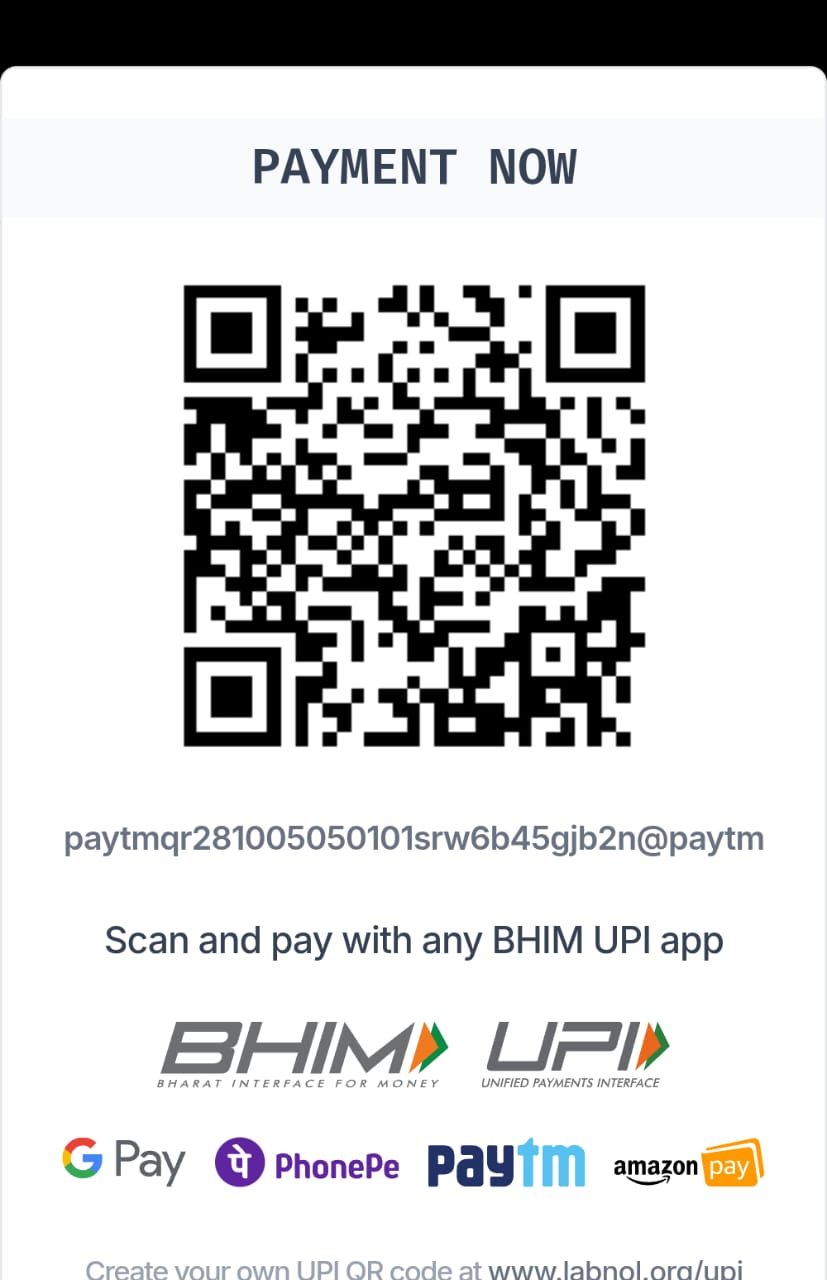 PAYMENT NOW
paytmqr281005050101srw6b45gjb2n@paytm
Scan and pay with any BHIM UPI app
BHIM UPI
BHARAT INTERFACE FOR MONEY UNIFIED PAYMENTS INTERFACE
G Pay पे PhonePe paytm amazon pay
Create your own UPI QR code at www.labnol.org/upi